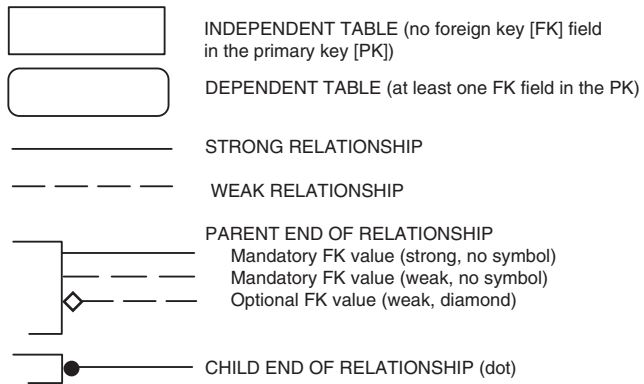 INDEPENDENT TABLE (no foreign key [FK] field
in the primary key [PK])
DEPENDENT TABLE (at least one FK field in the PK)
STRONG RELATIONSHIP
WEAK RELATIONSHIP
PARENT END OF RELATIONSHIP
Mandatory FK value (strong, no symbol)
Mandatory FK value (weak, no symbol)
Optional FK value (weak, diamond)
CHILD END OF RELATIONSHIP (dot)